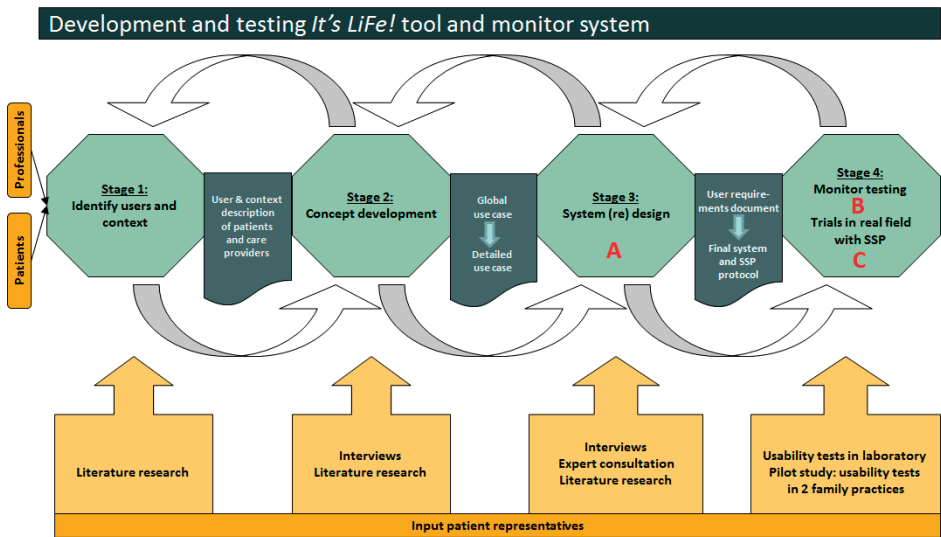 Development and testing It's LiFe! tool and monitor system
Professionals
Patients
Stage 1:
Identify users and
context
User & context
description
of patients
and care
providers
Stage 2:
Concept development
Global
use case
Detailed
use case
Stage 3:
System (re) design
A
User require-
ments document
Final system
and SSP
protocol
Stage 4:
Monitor testing
B
Trials in real field
with SSP
C
Literature research
Interviews
Literature research
Interviews
Expert consultation
Literature research
Usability tests in laboratory
Pilot study: usability tests
in 2 family practices
Input patient representatives